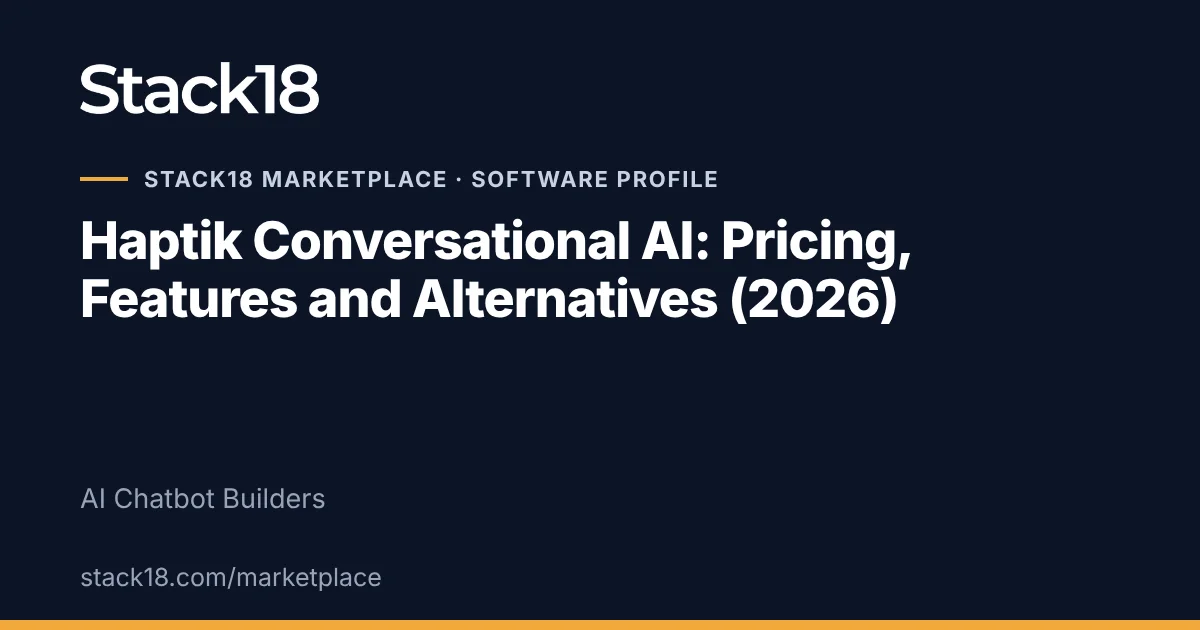 Stack18
STACK18 MARKETPLACE · SOFTWARE PROFILE
Haptik Conversational AI: Pricing,
Features and Alternatives (2026)
AI Chatbot Builders
stack18.com/marketplace